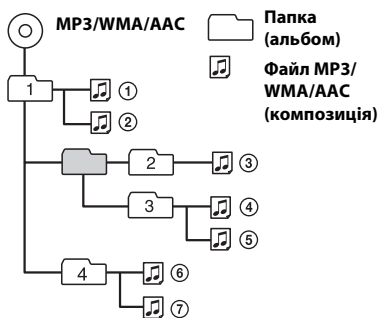 MP3/WMA/AAC
Папка
(альбом)
Файл MP3/
WMA/AAC
(композиція)
1
①
②
2
③
3
④
⑤
4
⑥
⑦